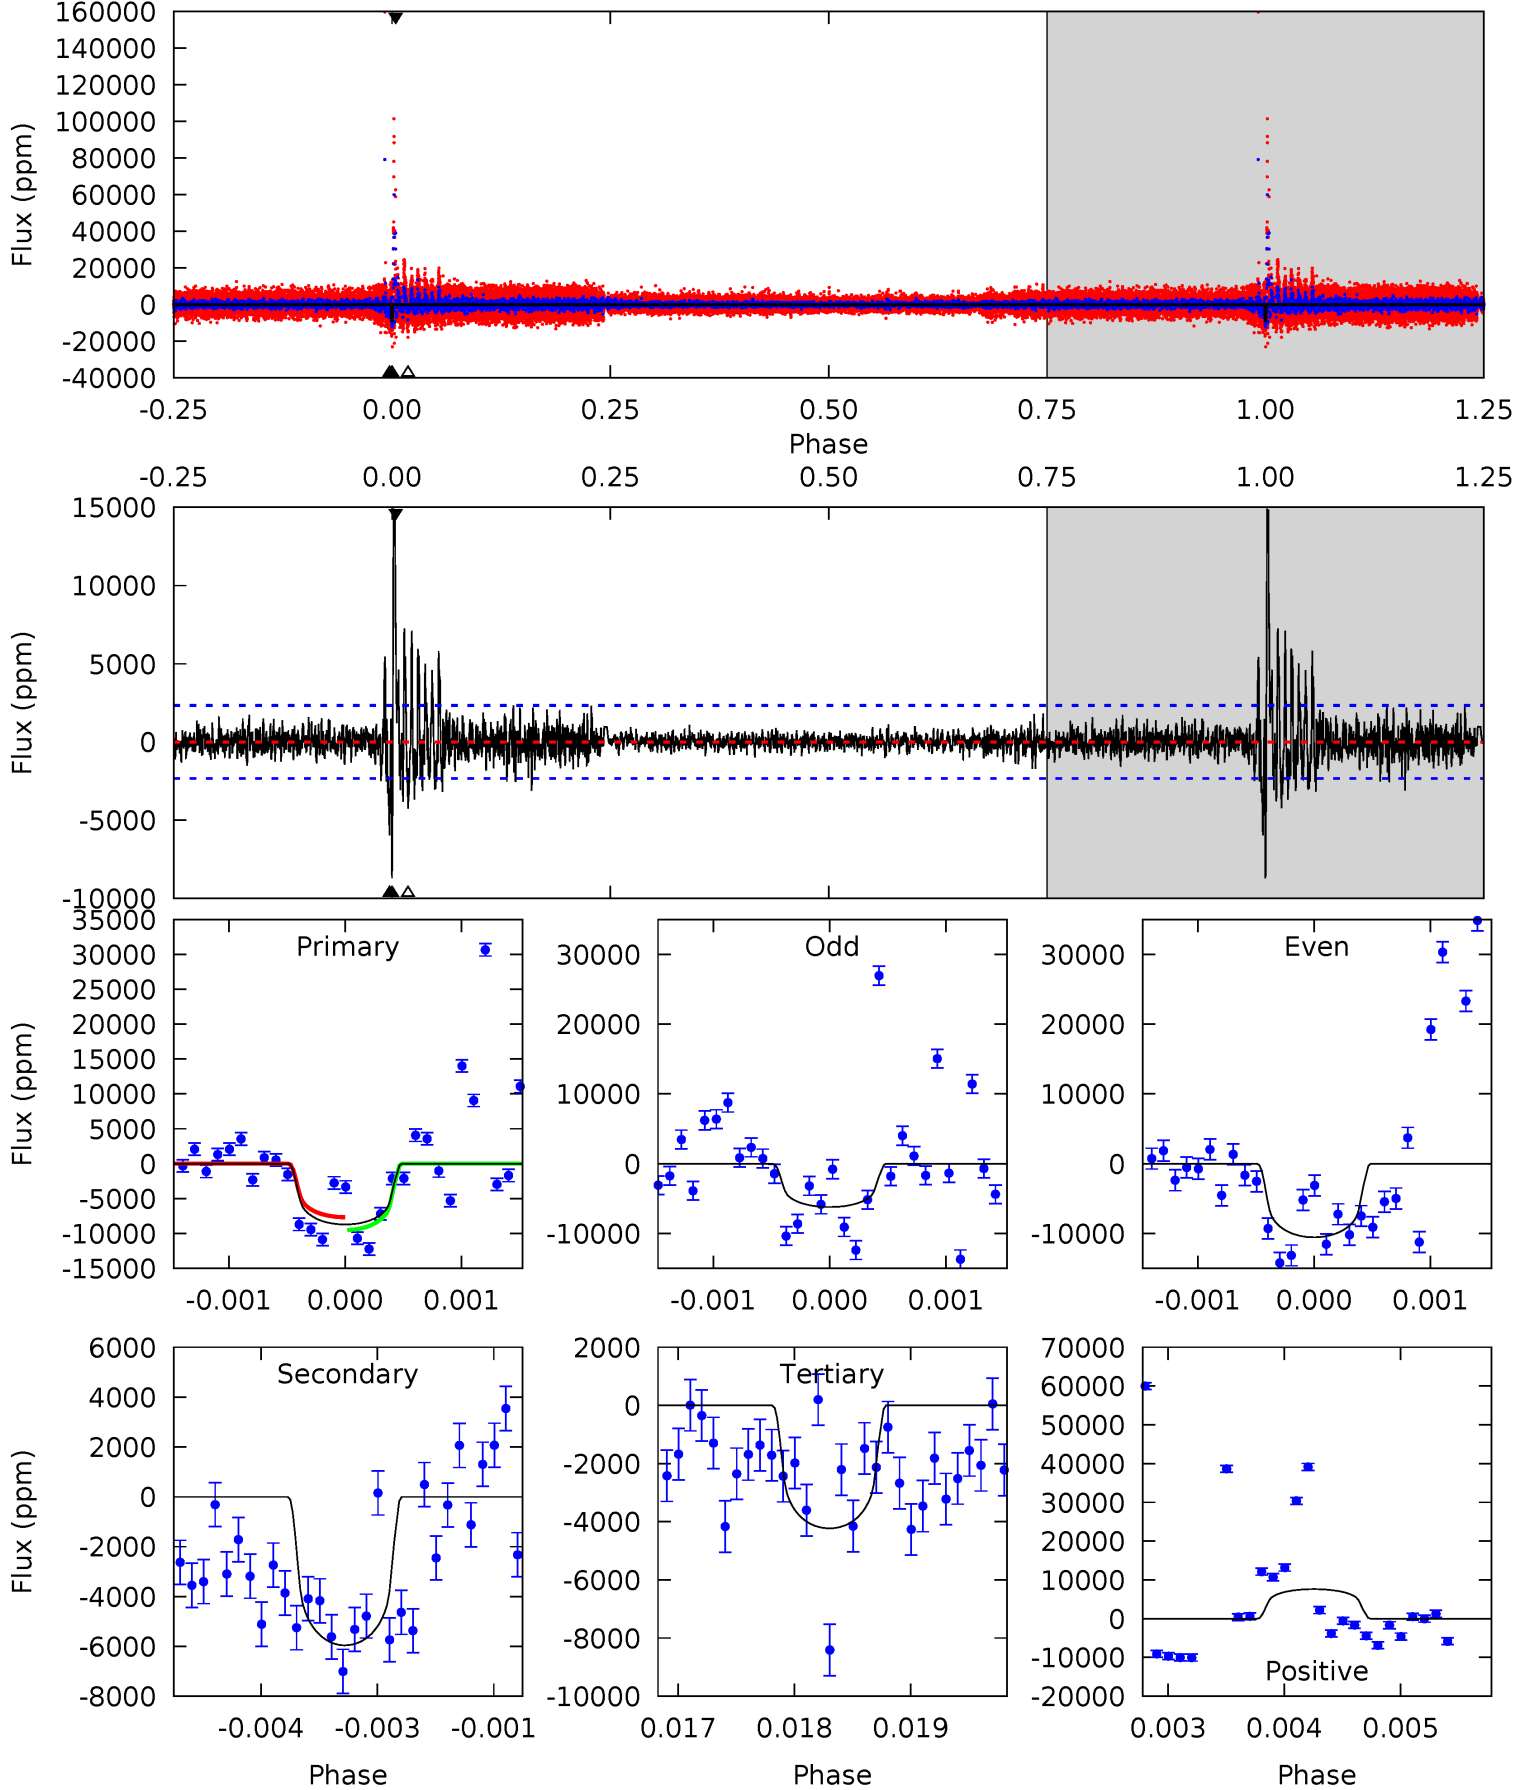 160000
140000
120000
100000
80000
60000
40000
20000
0
-20000
-40000
Flux (ppm)
-0.25 0.00 0.25 0.50 0.75 1.00 1.25
Phase
-0.25 0.00 0.25 0.50 0.75 1.00 1.25
15000
10000
5000
0
-5000
-10000
Flux (ppm)
35000
30000
25000
20000
15000
10000
5000
0
-5000
-10000
-15000
Flux (ppm)
Primary
-0.001 0.000 0.001
30000
20000
10000
0
-10000
Odd
-0.001 0.000 0.001
30000
20000
10000
0
-10000
Even
-0.001 0.000 0.001
6000
4000
2000
0
-2000
-4000
-6000
-8000
Flux (ppm)
Secondary
-0.004 -0.003 -0.001
Phase
2000
0
-2000
-4000
-6000
-8000
-10000
Tertiary
0.017 0.018 0.019
Phase
70000
60000
50000
40000
30000
20000
10000
0
-10000
-20000
Positive
0.003 0.004 0.005
Phase